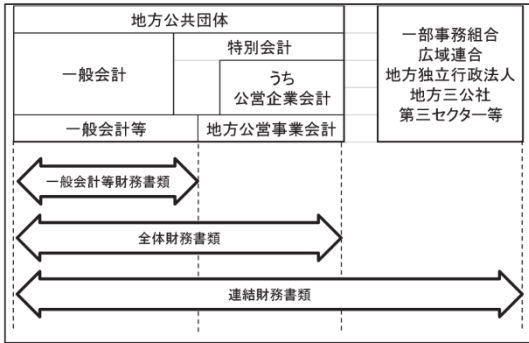 地方公共団体
一般会計
特別会計
うち
公営企業会計
一般会計等
地方公営事業会計
一部事務組合
広域連合
地方独立行政法人
地方三公社
第三セクター等
一般会計等財務書類
全体財務書類
連結財務書類